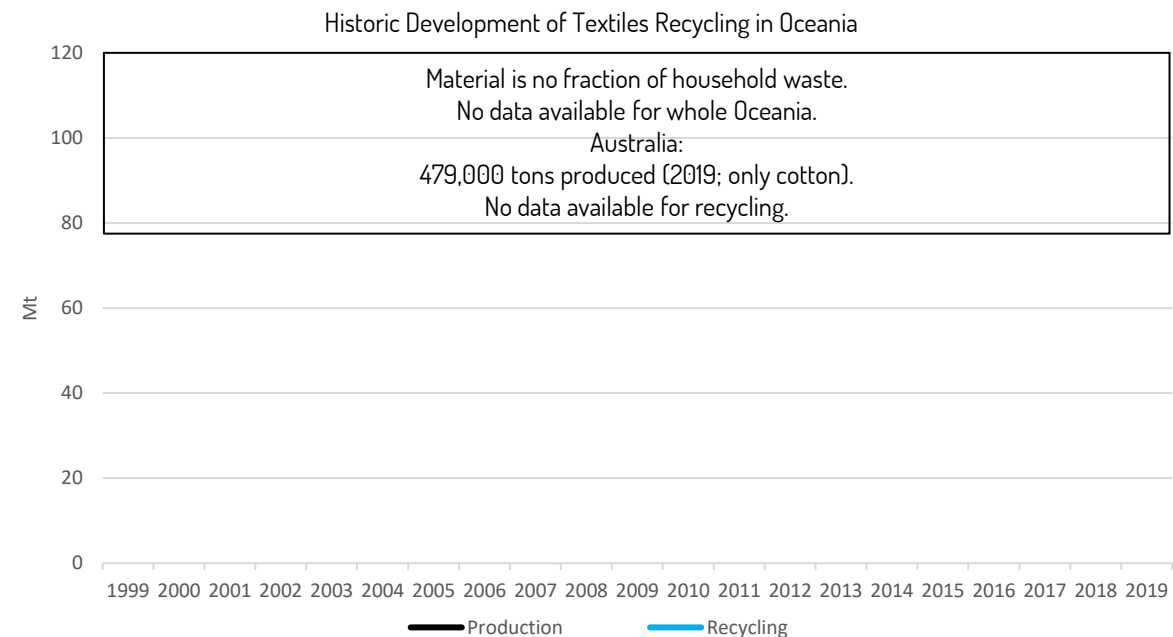 Historic Development of Textiles Recycling in Oceania
120
Material is no fraction of household waste.
No data available for whole Oceania.
100
Australia:
479,000 tons produced (2019; only cotton).
No data available for recycling.
80
Mt
60
40
20
0
1999 2000 2001 2002 2003 2004 2005 2006 2007 2008 2009 2010 2011 2012 2013 2014 2015 2016 2017 2018 2019
Production Recycling